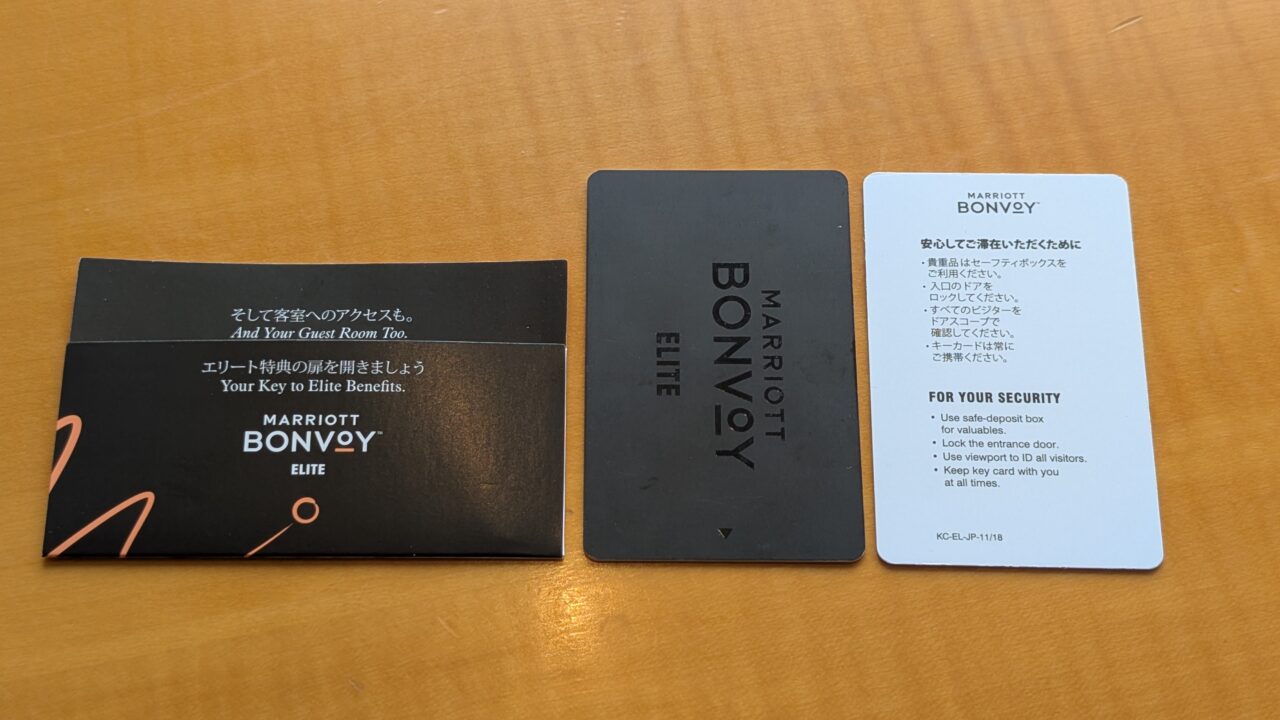 そして客室へのアクセスも。
And Your Guest Room Too.
エリート特典の扉を開きましょう
Your Key to Elite Benefits.
MARRIOTT
BONVOY™
ELITE
MARRIOTT
BONVOY
ELITE
MARRIOTT
BONVOY™
安心してご滞在いただくために
・貴重品はセーフティボックスを
ご利用ください。
・入口のドアを
ロックしてください。
・すべてのビジターを
ドアスコープで
確認してください。
・キーカードは常に
ご携帯ください。
FOR YOUR SECURITY
• Use safe-deposit box
for valuables.
• Lock the entrance door.
• Use viewport to ID all visitors.
• Keep key card with you
at all times.
KC-EL-JP-11/18